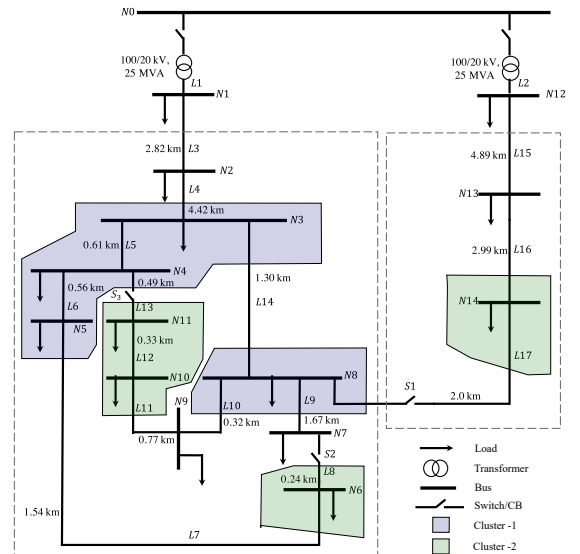 N0
100/20 kV,
25 MVA
L1
N1
100/20 kV,
25 MVA
L2
N12
2.82 km
L3
N2
L4
4.42 km
N3
0.61 km
L5
N4
0.56 km
0.49 km
1.30 km
L14
S3
L6
L13
N5
N11
0.33 km
L12
N10
L11
N9
0.77 km
N8
L10
L9
0.32 km
1.67 km
N7
S2
L8
0.24 km
N6
1.54 km
L7
4.89 km
L15
N13
2.99 km
L16
N14
L17
S1
2.0 km
Load
Transformer
Bus
Switch/CB
Cluster -1
Cluster -2